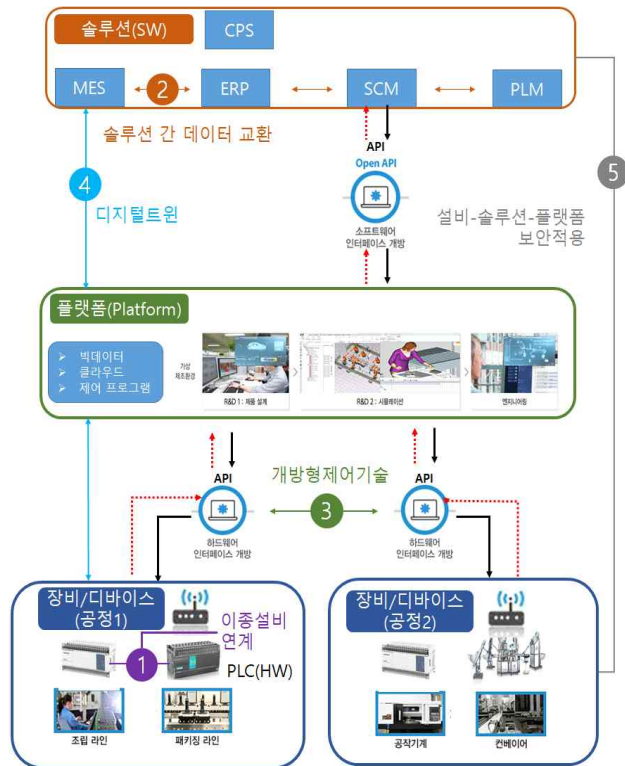 솔루션(SW)
CPS
MES
2
ERP
SCM
PLM
솔루션 간 데이터 교환
API
Open API
소프트웨어
인터페이스 개발
4
디지털트윈
5
설비-솔루션-플랫폼
보안적용
플랫폼(Platform)
➢ 빅데이터
➢ 클라우드
➢ 제어 프로그램
가상
제조환경
R&D 1 : 제품 설계
R&D 2 : 시뮬레이션
엔지니어링
API
개방형제어기술
API
3
하드웨어
인터페이스 개발
하드웨어
인터페이스 개발
장비/디바이스
(공정1)
이종설비
연계
1
PLC(HW)
조립 라인
패키징 라인
장비/디바이스
(공정2)
공작기계
컨베이어